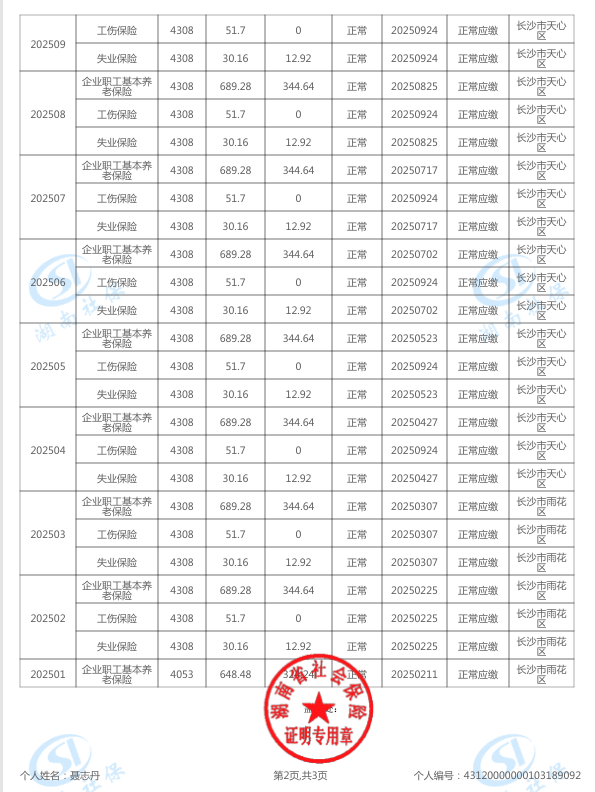 202509 工伤保险 4308 51.7 0 正常 20250924 正常应缴 长沙市天心区
失业保险 4308 30.16 12.92 正常 20250924 正常应缴 长沙市天心区
202508 企业职工基本养老保险 4308 689.28 344.64 正常 20250825 正常应缴 长沙市天心区
工伤保险 4308 51.7 0 正常 20250924 正常应缴 长沙市天心区
失业保险 4308 30.16 12.92 正常 20250825 正常应缴 长沙市天心区
202507 企业职工基本养老保险 4308 689.28 344.64 正常 20250717 正常应缴 长沙市天心区
工伤保险 4308 51.7 0 正常 20250924 正常应缴 长沙市天心区
失业保险 4308 30.16 12.92 正常 20250717 正常应缴 长沙市天心区
202506 企业职工基本养老保险 4308 689.28 344.64 正常 20250702 正常应缴 长沙市天心区
工伤保险 4308 51.7 0 正常 20250924 正常应缴 长沙市天心区
失业保险 4308 30.16 12.92 正常 20250702 正常应缴 长沙市天心区
202505 企业职工基本养老保险 4308 689.28 344.64 正常 20250523 正常应缴 长沙市天心区
工伤保险 4308 51.7 0 正常 20250924 正常应缴 长沙市天心区
失业保险 4308 30.16 12.92 正常 20250523 正常应缴 长沙市天心区
202504 企业职工基本养老保险 4308 689.28 344.64 正常 20250427 正常应缴 长沙市天心区
工伤保险 4308 51.7 0 正常 20250924 正常应缴 长沙市天心区
失业保险 4308 30.16 12.92 正常 20250427 正常应缴 长沙市天心区
202503 企业职工基本养老保险 4308 689.28 344.64 正常 20250307 正常应缴 长沙市雨花区
工伤保险 4308 51.7 0 正常 20250307 正常应缴 长沙市雨花区
失业保险 4308 30.16 12.92 正常 20250307 正常应缴 长沙市雨花区
202502 企业职工基本养老保险 4308 689.28 344.64 正常 20250225 正常应缴 长沙市雨花区
工伤保险 4308 51.7 0 正常 20250225 正常应缴 长沙市雨花区
失业保险 4308 30.16 12.92 正常 20250225 正常应缴 长沙市雨花区
202501 企业职工基本养老保险 4053 648.48 324.24 正常 20250211 正常应缴 长沙市雨花区
湖南省社会保险
证明专用章
湖南社保
湖南社保
个人姓名：聂志丹 第2页,共3页 个人编号：43120000000103189092